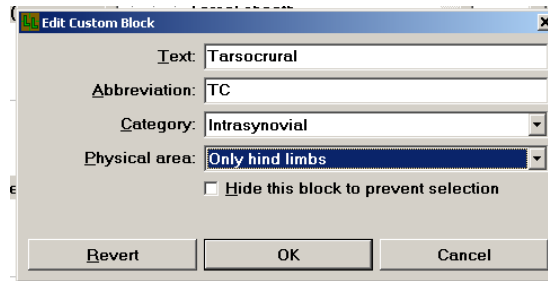 Edit Custom Block
Text: Tarsocrural
Abbreviation: TC
Category: Intrasynovial
Physical area: Only hind limbs
Hide this block to prevent selection
Revert OK Cancel